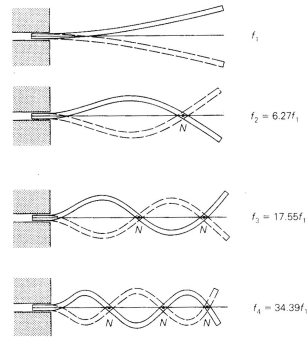 f₁
N
f₂ = 6.27f₁
N N
f₃ = 17.55f₁
N N N
f₄ = 34.39f₁